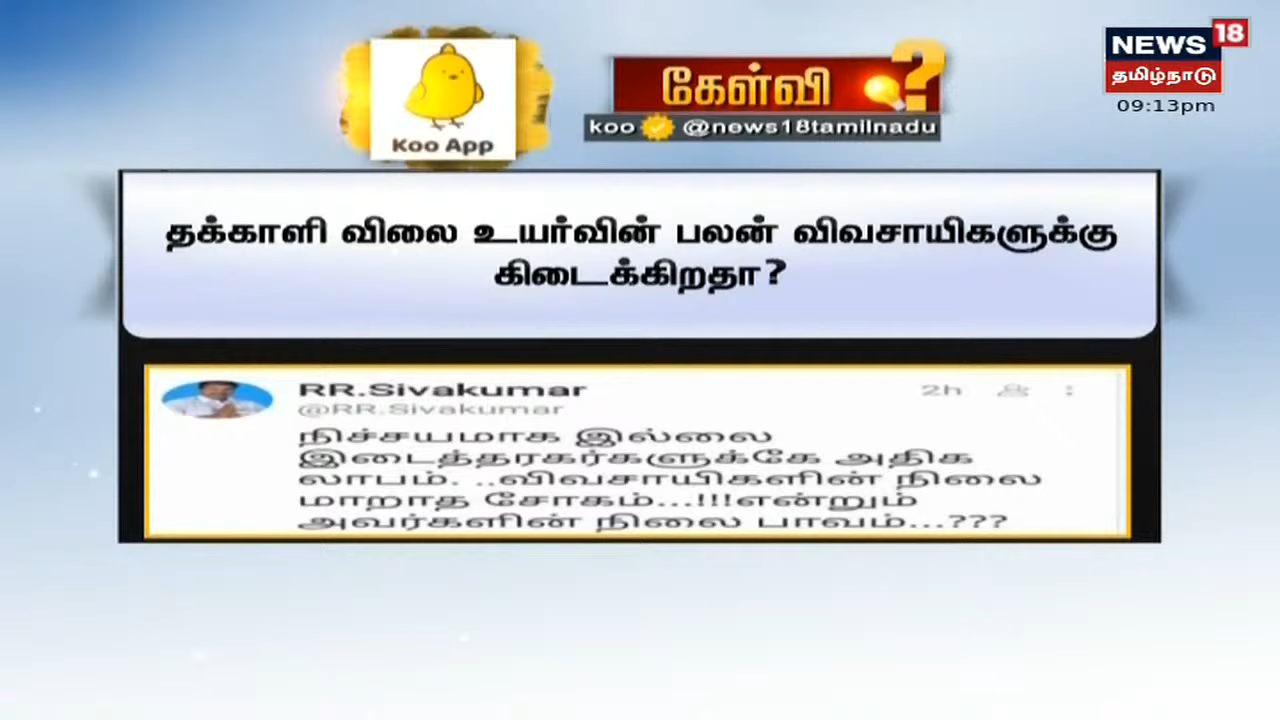 Koo App
கேள்வி ?
koo @news18tamilnadu
NEWS 18
தமிழ்நாடு
09:13pm
தக்காளி விலை உயர்வின் பலன் விவசாயிகளுக்கு
கிடைக்கிறதா?
RR.Sivakumar 2h
@RR.Sivakumar
நிச்சயமாக இல்லை
இடைத்தரகர்களுக்கே அதிக
லாபம். ..விவசாயிகளின் நிலை
மாறாத சோகம்...!!!என்றும்
அவர்களின் நிலை பாவம்...???